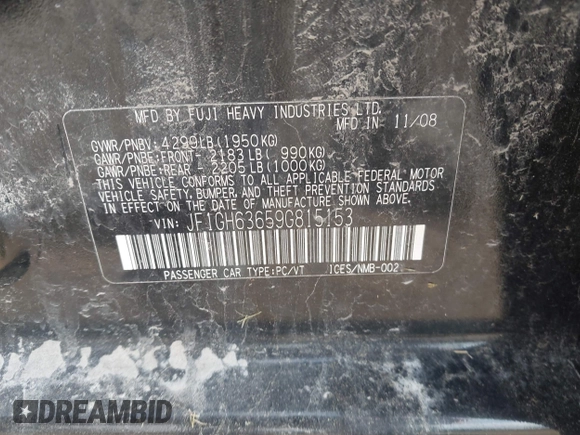 MFD BY FUJI HEAVY INDUSTRIES LTD.
MFD IN 11/08
GVWR/PNBV: 4299LB (1950KG)
GAWR/PNBE: FRONT- 2183 LB ( 990KG)
GAWR/PNBE: REAR - 2205 LB (1000KG)
THIS VEHICLE CONFORMS TO ALL APPLICABLE FEDERAL MOTOR
VEHICLE SAFETY, BUMPER, AND THEFT PREVENTION STANDARDS
IN EFFECT ON THE DATE OF MANUFACTURE SHOWN ABOVE.
VIN: JF1GH63659G815153
PASSENGER CAR TYPE:PC/VT ICES/NMB-002
DREAMBID